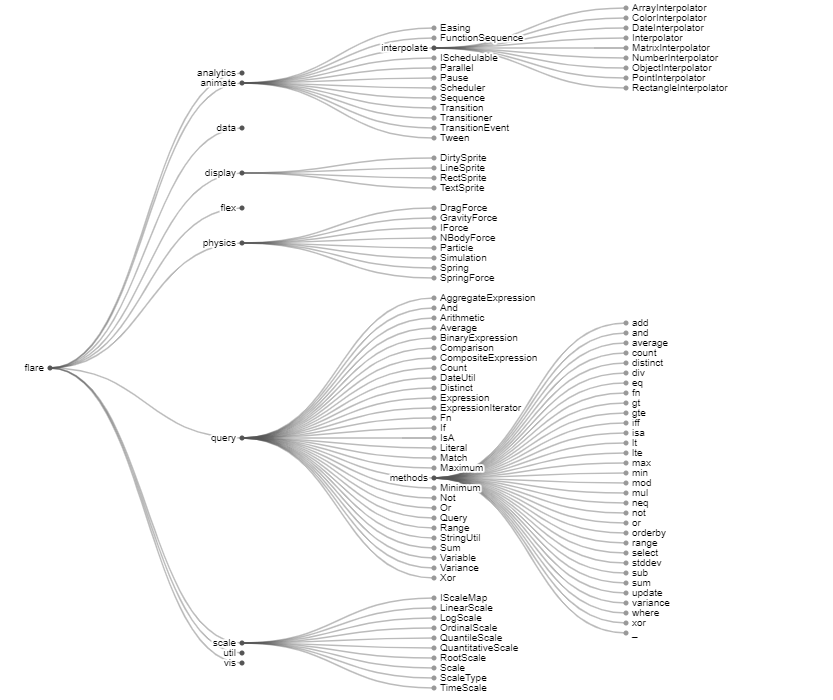 flare
analytics
animate
Easing
FunctionSequence
interpolate
ArrayInterpolator
ColorInterpolator
DateInterpolator
Interpolator
MatrixInterpolator
NumberInterpolator
ObjectInterpolator
PointInterpolator
RectangleInterpolator
ISchedulable
Parallel
Pause
Scheduler
Sequence
Transition
Transitioner
TransitionEvent
Tween
data
display
DirtySprite
LineSprite
RectSprite
TextSprite
flex
physics
DragForce
GravityForce
IForce
NBodyForce
Particle
Simulation
Spring
SpringForce
query
AggregateExpression
And
Arithmetic
Average
BinaryExpression
Comparison
CompositeExpression
Count
DateUtil
Distinct
Expression
ExpressionIterator
Fn
If
IsA
Literal
Match
Maximum
methods
add
and
average
count
distinct
div
eq
fn
gt
gte
iff
isa
lt
lte
max
min
mod
mul
neq
not
or
orderby
range
select
stddev
sub
sum
update
variance
where
xor
_
Minimum
Not
Or
Query
Range
StringUtil
Sum
Variable
Variance
Xor
scale
IScaleMap
LinearScale
LogScale
OrdinalScale
QuantileScale
QuantitativeScale
RootScale
Scale
ScaleType
TimeScale
util
vis